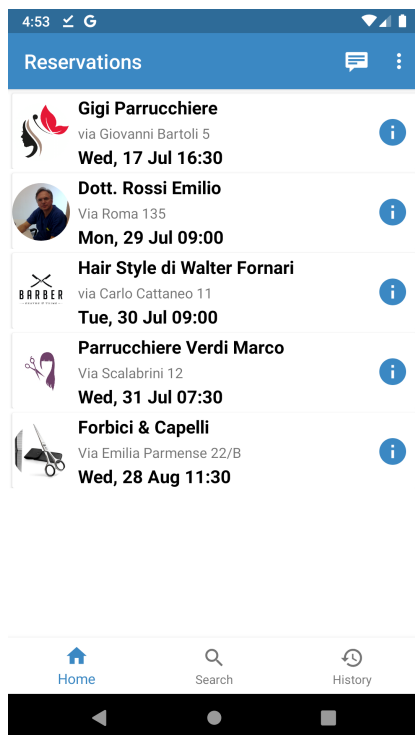 4:53
Reservations
Gigi Parrucchiere
via Giovanni Bartoli 5
Wed, 17 Jul 16:30
Dott. Rossi Emilio
Via Roma 135
Mon, 29 Jul 09:00
BARBER
Hair Style di Walter Fornari
via Carlo Cattaneo 11
Tue, 30 Jul 09:00
Parrucchiere Verdi Marco
Via Scalabrini 12
Wed, 31 Jul 07:30
Forbici & Capelli
Via Emilia Parmense 22/B
Wed, 28 Aug 11:30
Home
Search
History